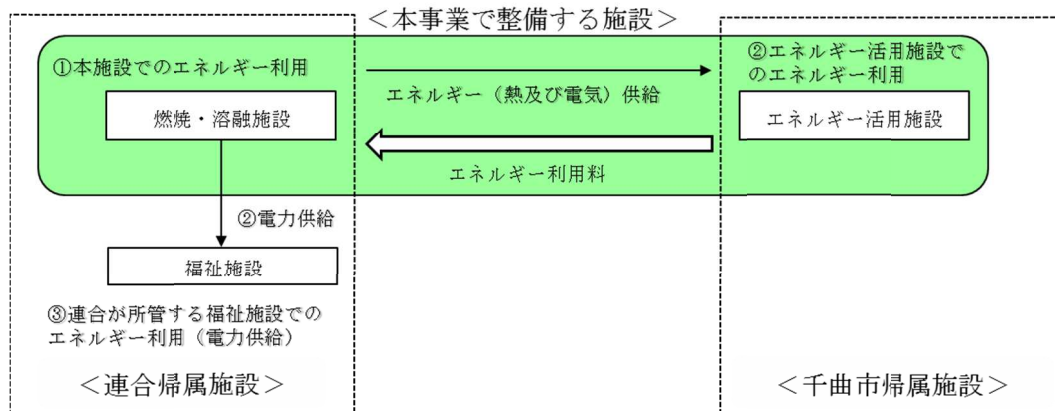 ＜本事業で整備する施設＞
①本施設でのエネルギー利用
燃焼・溶融施設
エネルギー（熱及び電気）供給
エネルギー利用料
②エネルギー活用施設で
のエネルギー利用
エネルギー活用施設
②電力供給
福祉施設
③連合が所管する福祉施設での
エネルギー利用（電力供給）
＜連合帰属施設＞
＜千曲市帰属施設＞